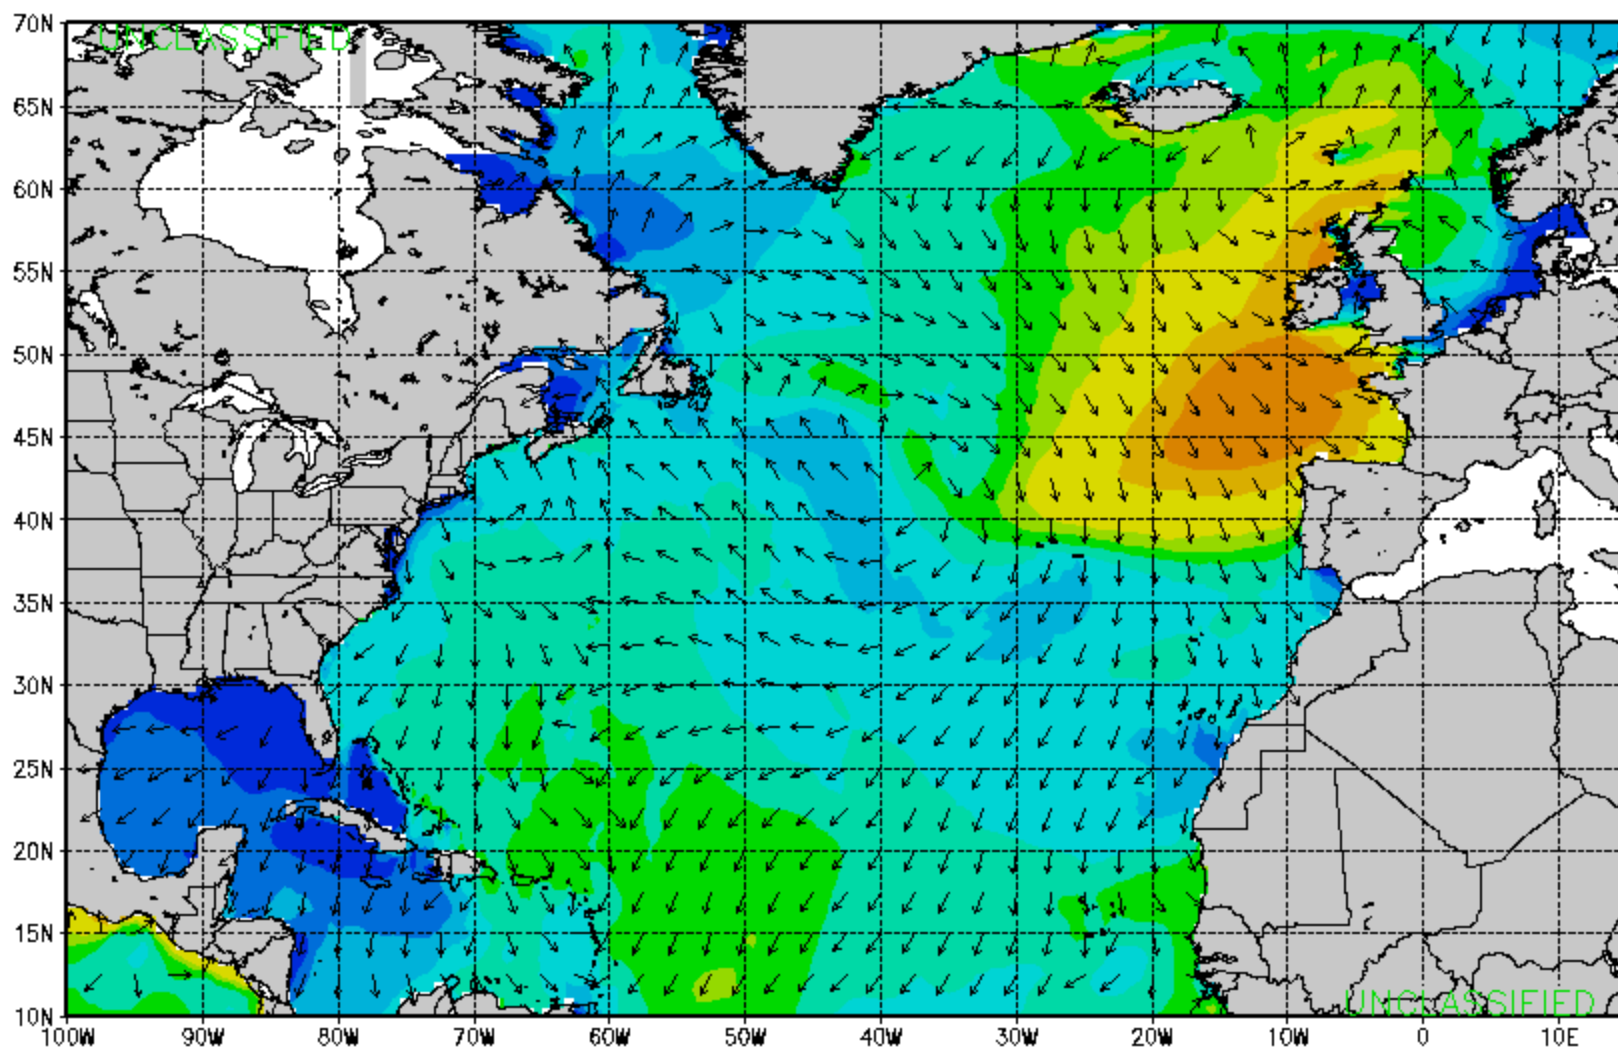 70N
UNCLASSIFIED
65N
60N
55N
50N
45N
40N
35N
30N
25N
20N
15N
UNCLASSIFIED
10N
100W 90W 80W 70W 60W 50W 40W 30W 20W 10W 0 10E